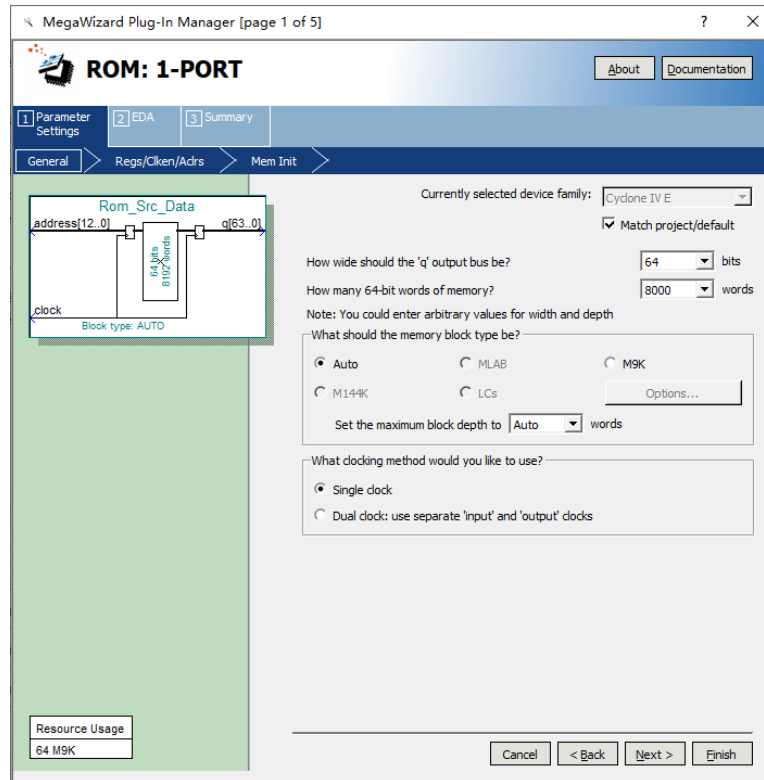 MegaWizard Plug-In Manager [page 1 of 5]
ROM: 1-PORT
About
Documentation
1 Parameter Settings
2 EDA
3 Summary
General
Regs/Clken/Adrs
Mem Init
Rom_Src_Data
address[12..0]
q[63..0]
64 bits
8192 words
clock
Block type: AUTO
Currently selected device family:
Cyclone IV E
Match project/default
How wide should the 'q' output bus be?
64
bits
How many 64-bit words of memory?
8000
words
Note: You could enter arbitrary values for width and depth
What should the memory block type be?
Auto
MLAB
M9K
M144K
LCs
Options...
Set the maximum block depth to
Auto
words
What clocking method would you like to use?
Single clock
Dual clock: use separate 'input' and 'output' clocks
Resource Usage
64 M9K
Cancel
< Back
Next >
Finish